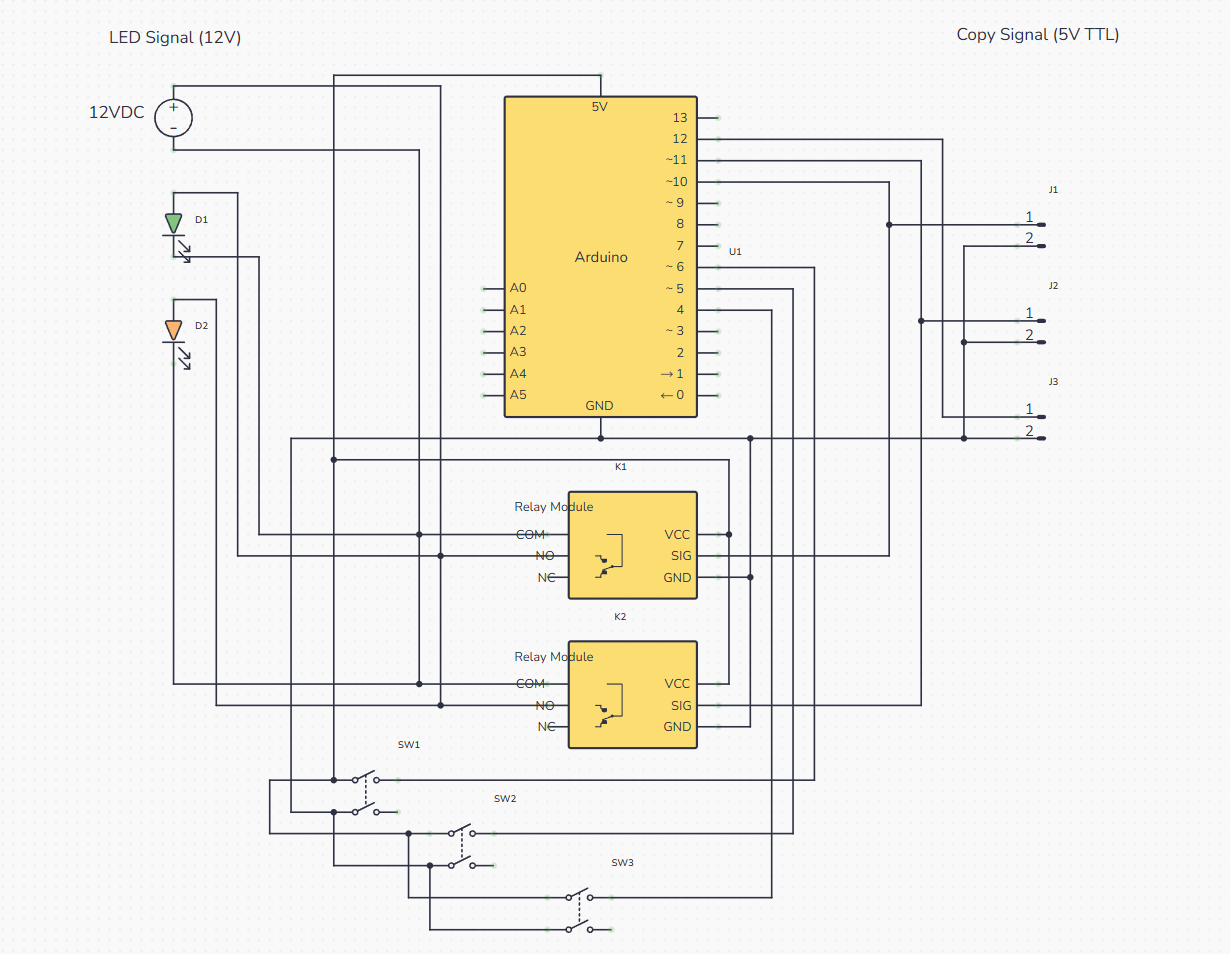 LED Signal (12V)
Copy Signal (5V TTL)
12VDC
+
-
D1
D2
5V
13
12
~11
~10
~ 9
8
7
~ 6
~ 5
4
~ 3
2
→ 1
← 0
U1
Arduino
A0
A1
A2
A3
A4
A5
GND
J1
1
2
J2
1
2
J3
1
2
K1
Relay Module
COM
NO
NC
VCC
SIG
GND
K2
Relay Module
COM
NO
NC
VCC
SIG
GND
SW1
SW2
SW3